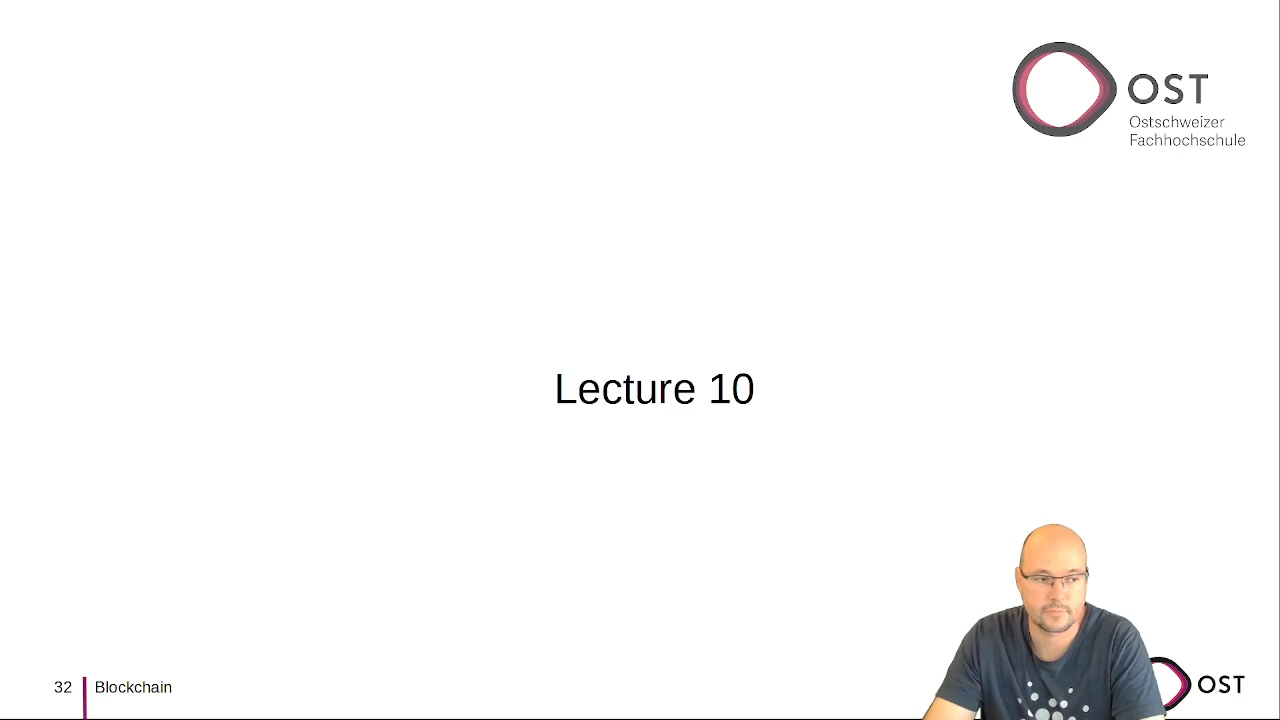 OST
Ostschweizer
Fachhochschule
Lecture 10
32 Blockchain
OST